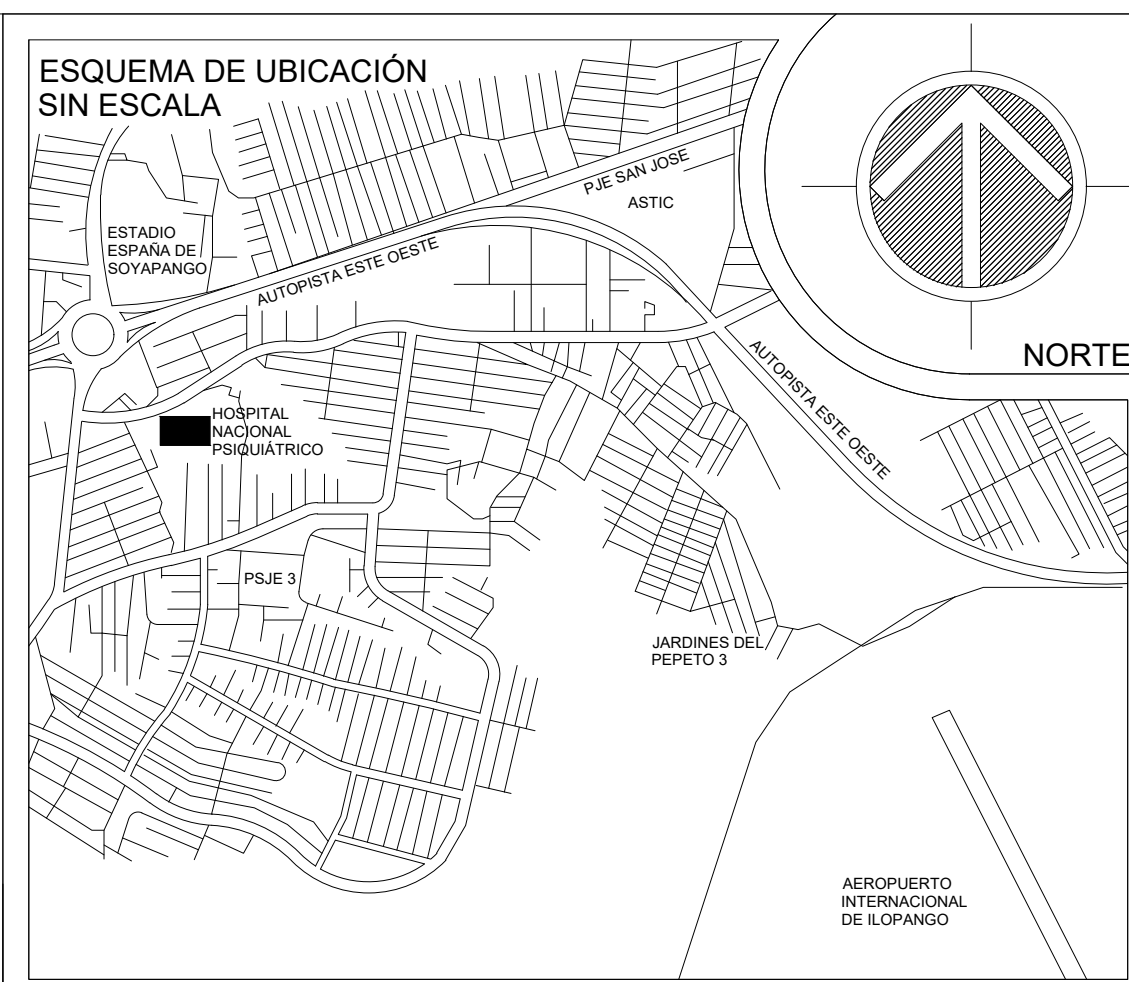 ESQUEMA DE UBICACIÓN
SIN ESCALA
NORTE
PJE SAN JOSE
ASTIC
ESTADIO
ESPAÑA DE
SOYAPANGO
AUTOPISTA ESTE OESTE
AUTOPISTA ESTE OESTE
HOSPITAL
NACIONAL
PSIQUIÁTRICO
PSJE 3
JARDINES DEL
PEPETO 3
AEROPUERTO
INTERNACIONAL
DE ILOPANGO